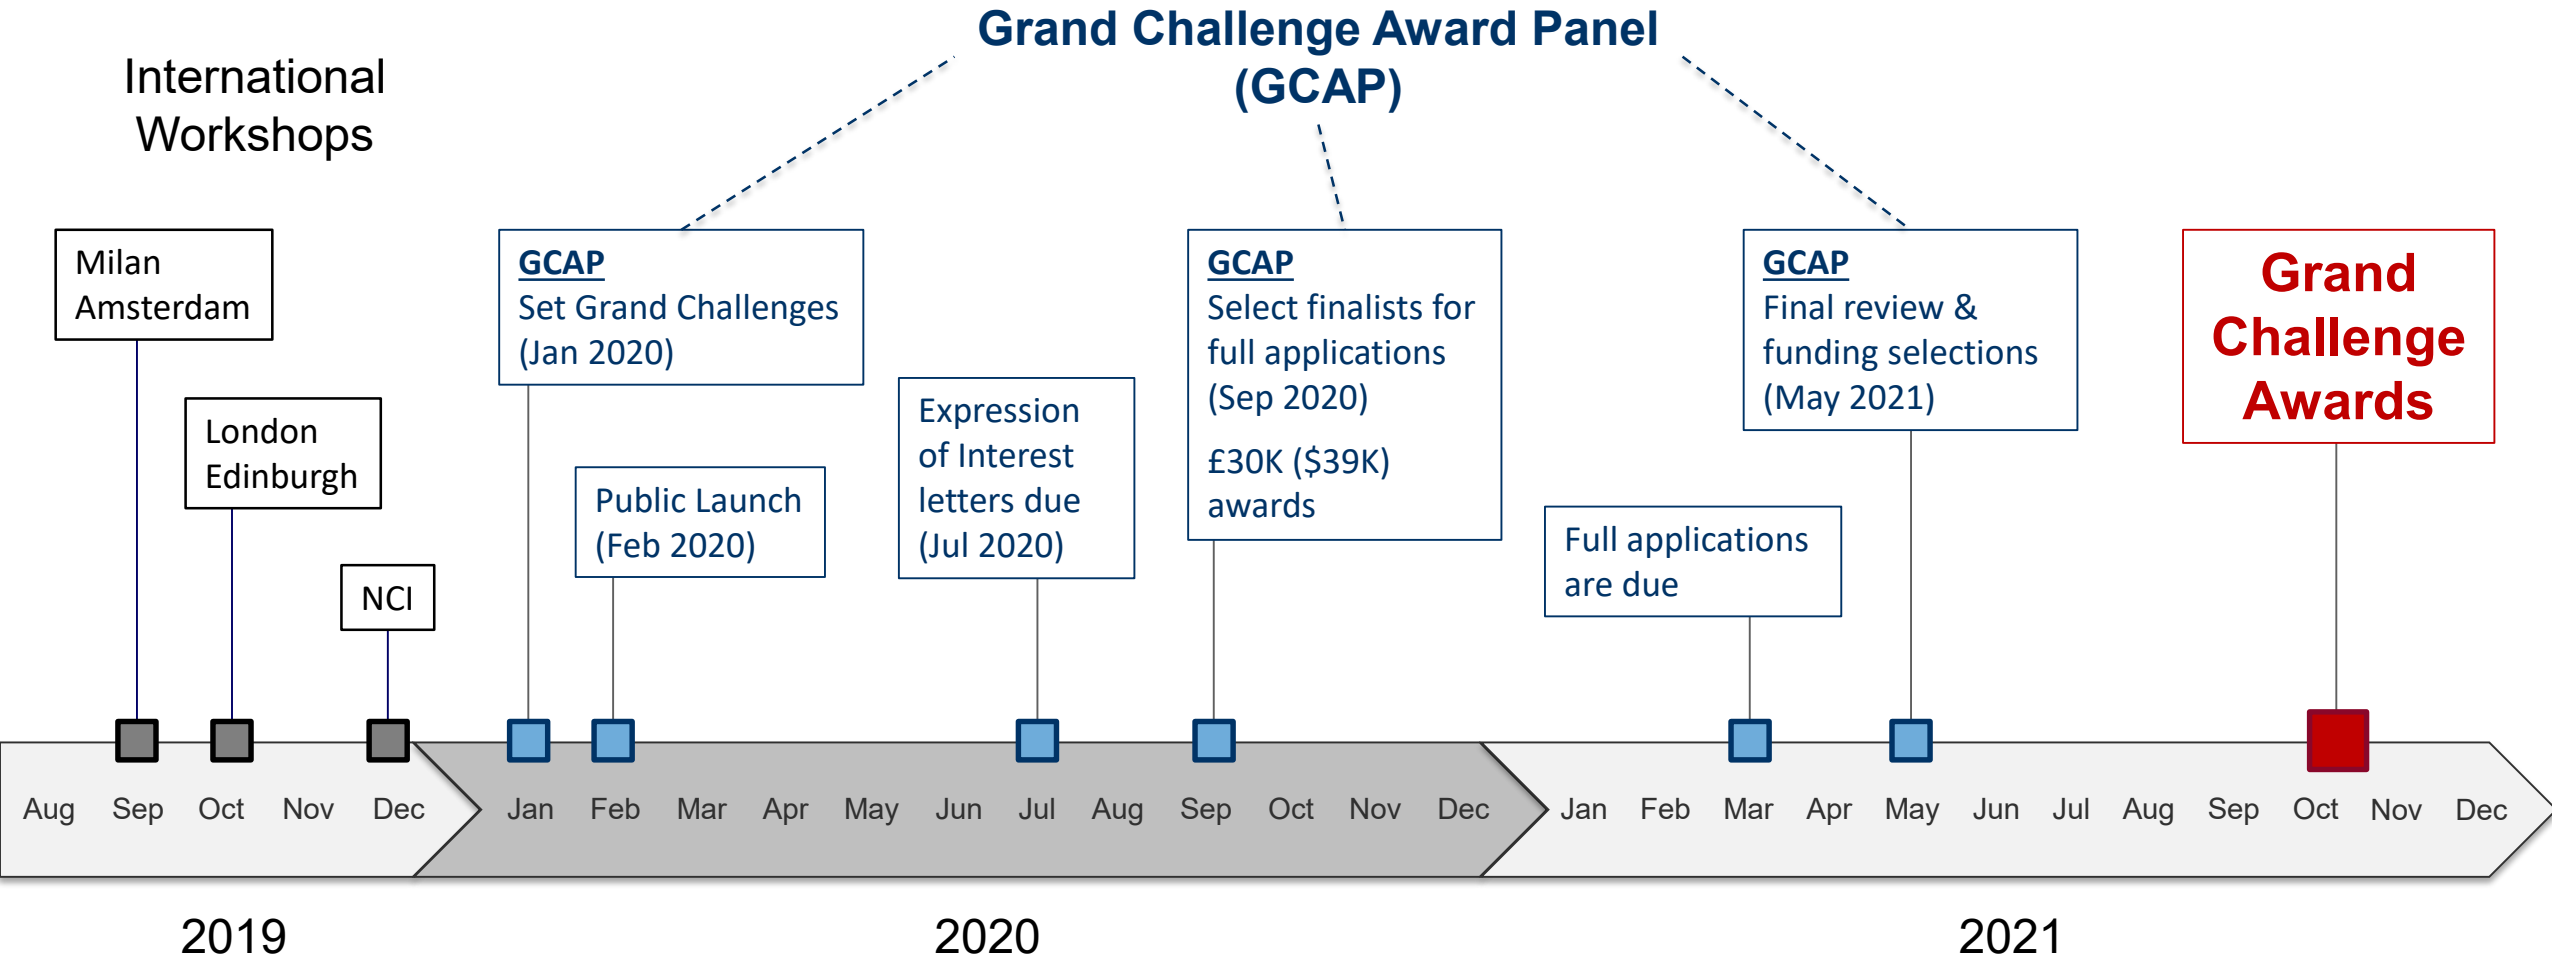 Grand Challenge Award Panel
(GCAP)
International
Workshops
Milan
Amsterdam
London
Edinburgh
NCI
GCAP
Set Grand Challenges
(Jan 2020)
Public Launch
(Feb 2020)
Expression
of Interest
letters due
(Jul 2020)
GCAP
Select finalists for
full applications
(Sep 2020)
£30K ($39K)
awards
Full applications
are due
GCAP
Final review &
funding selections
(May 2021)
Grand
Challenge
Awards
Aug Sep Oct Nov Dec Jan Feb Mar Apr May Jun Jul Aug Sep Oct Nov Dec Jan Feb Mar Apr May Jun Jul Aug Sep Oct Nov Dec
2019 2020 2021